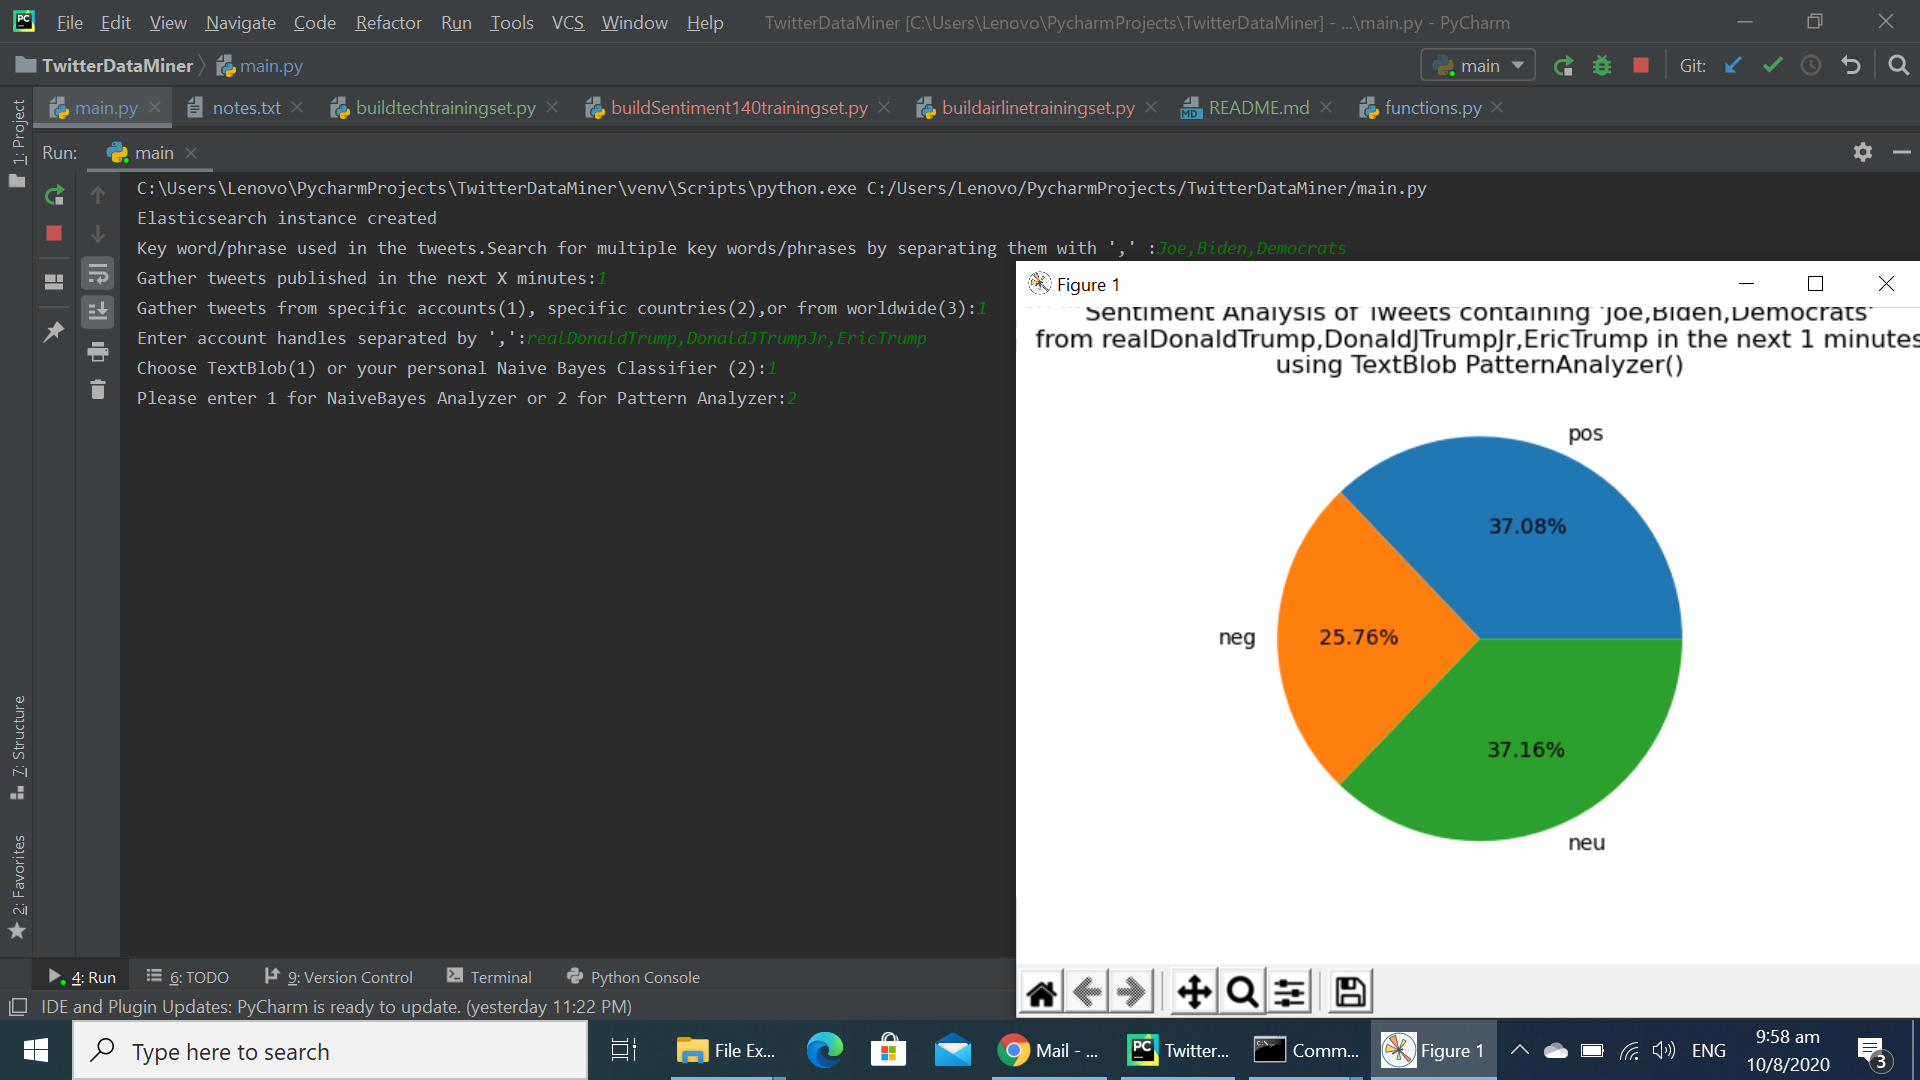 File Edit View Navigate Code Refactor Run Tools VCS Window Help TwitterDataMiner [C:\Users\Lenovo\PycharmProjects\TwitterDataMiner] - ...\main.py - PyCharm
TwitterDataMiner main.py main Git:
main.py notes.txt buildtechtrainingset.py buildSentiment140trainingset.py buildairlinetrainingset.py README.md functions.py
1: Project
Run: main
C:\Users\Lenovo\PycharmProjects\TwitterDataMiner\venv\Scripts\python.exe C:/Users/Lenovo/PycharmProjects/TwitterDataMiner/main.py
Elasticsearch instance created
Key word/phrase used in the tweets.Search for multiple key words/phrases by separating them with ',' :Joe,Biden,Democrats
Gather tweets published in the next X minutes:1
Gather tweets from specific accounts(1), specific countries(2),or from worldwide(3):1
Enter account handles separated by ',':realDonaldTrump,DonaldJTrumpJr,EricTrump
Choose TextBlob(1) or your personal Naive Bayes Classifier (2):1
Please enter 1 for NaiveBayes Analyzer or 2 for Pattern Analyzer:2
Figure 1
Sentiment Analysis of Tweets containing 'Joe,Biden,Democrats'
from realDonaldTrump,DonaldJTrumpJr,EricTrump in the next 1 minutes
using TextBlob PatternAnalyzer()
pos
37.08%
neg
25.76%
37.16%
neu
7: Structure
2: Favorites
4: Run 6: TODO 9: Version Control Terminal Python Console
IDE and Plugin Updates: PyCharm is ready to update. (yesterday 11:22 PM)
Type here to search
File Ex... Mail - ... Twitter... Comm... Figure 1 ENG
9:58 am
10/8/2020
3